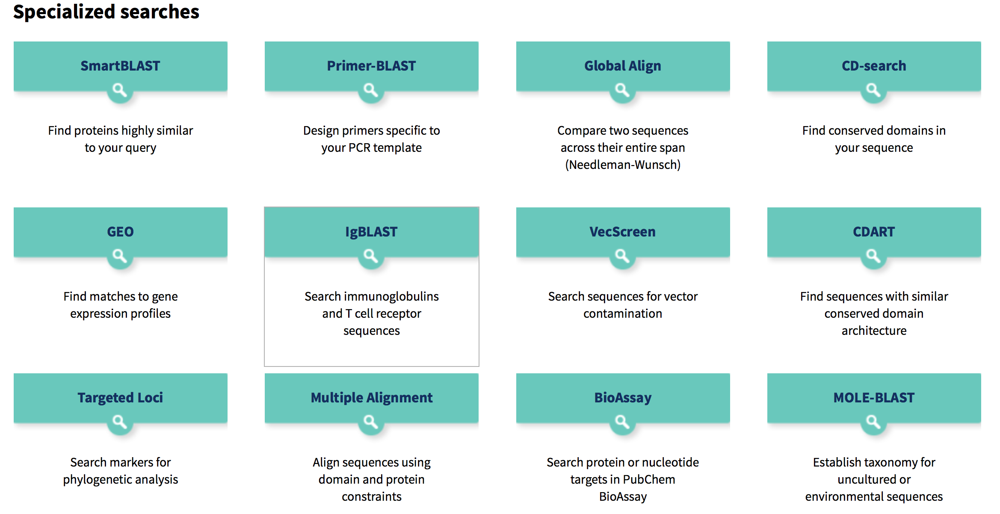 Specialized searches
SmartBLAST
Find proteins highly similar
to your query
Primer-BLAST
Design primers specific to
your PCR template
Global Align
Compare two sequences
across their entire span
(Needleman-Wunsch)
CD-search
Find conserved domains in
your sequence
GEO
Find matches to gene
expression profiles
IgBLAST
Search immunoglobulins
and T cell receptor
sequences
VecScreen
Search sequences for vector
contamination
CDART
Find sequences with similar
conserved domain
architecture
Targeted Loci
Search markers for
phylogenetic analysis
Multiple Alignment
Align sequences using
domain and protein
constraints
BioAssay
Search protein or nucleotide
targets in PubChem
BioAssay
MOLE-BLAST
Establish taxonomy for
uncultured or
environmental sequences